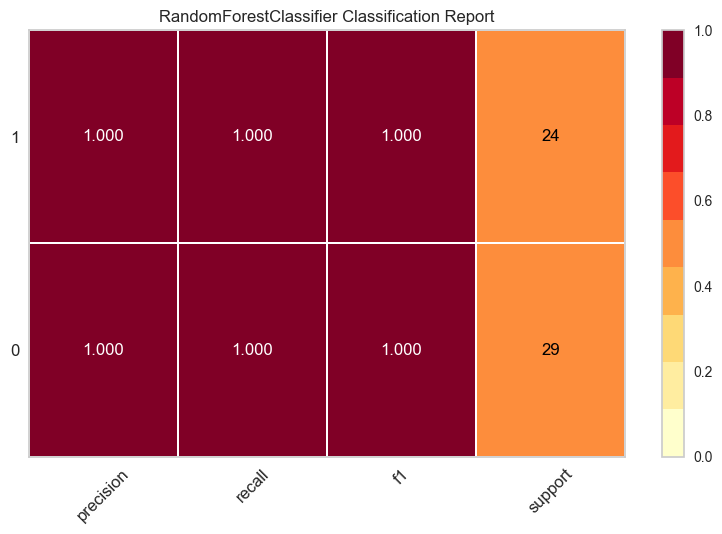 RandomForestClassifier Classification Report
1 1.000 1.000 1.000 24
0 1.000 1.000 1.000 29
precision recall f1 support
1.0
0.8
0.6
0.4
0.2
0.0